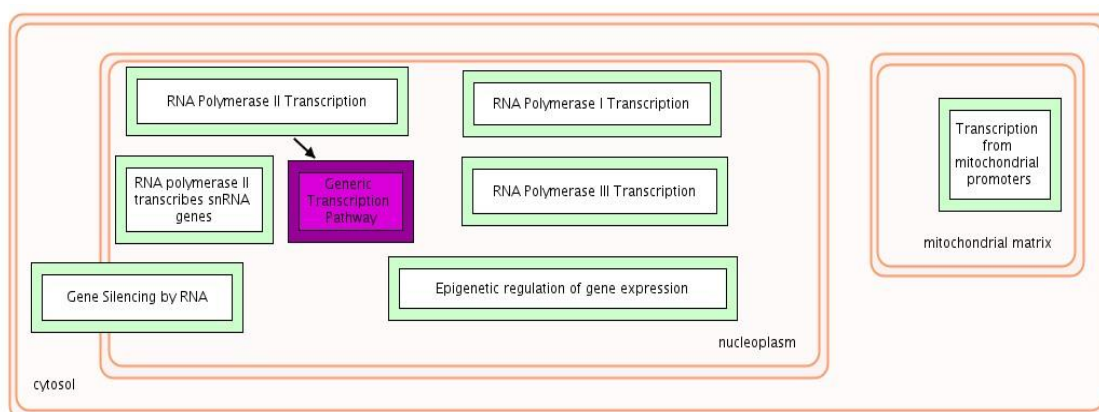 RNA Polymerase II Transcription
RNA Polymerase I Transcription
Transcription
from
mitochondrial
promoters
RNA polymerase II
transcribes snRNA
genes
Generic
Transcription
Pathway
RNA Polymerase III Transcription
mitochondrial matrix
Gene Silencing by RNA
Epigenetic regulation of gene expression
nucleoplasm
cytosol